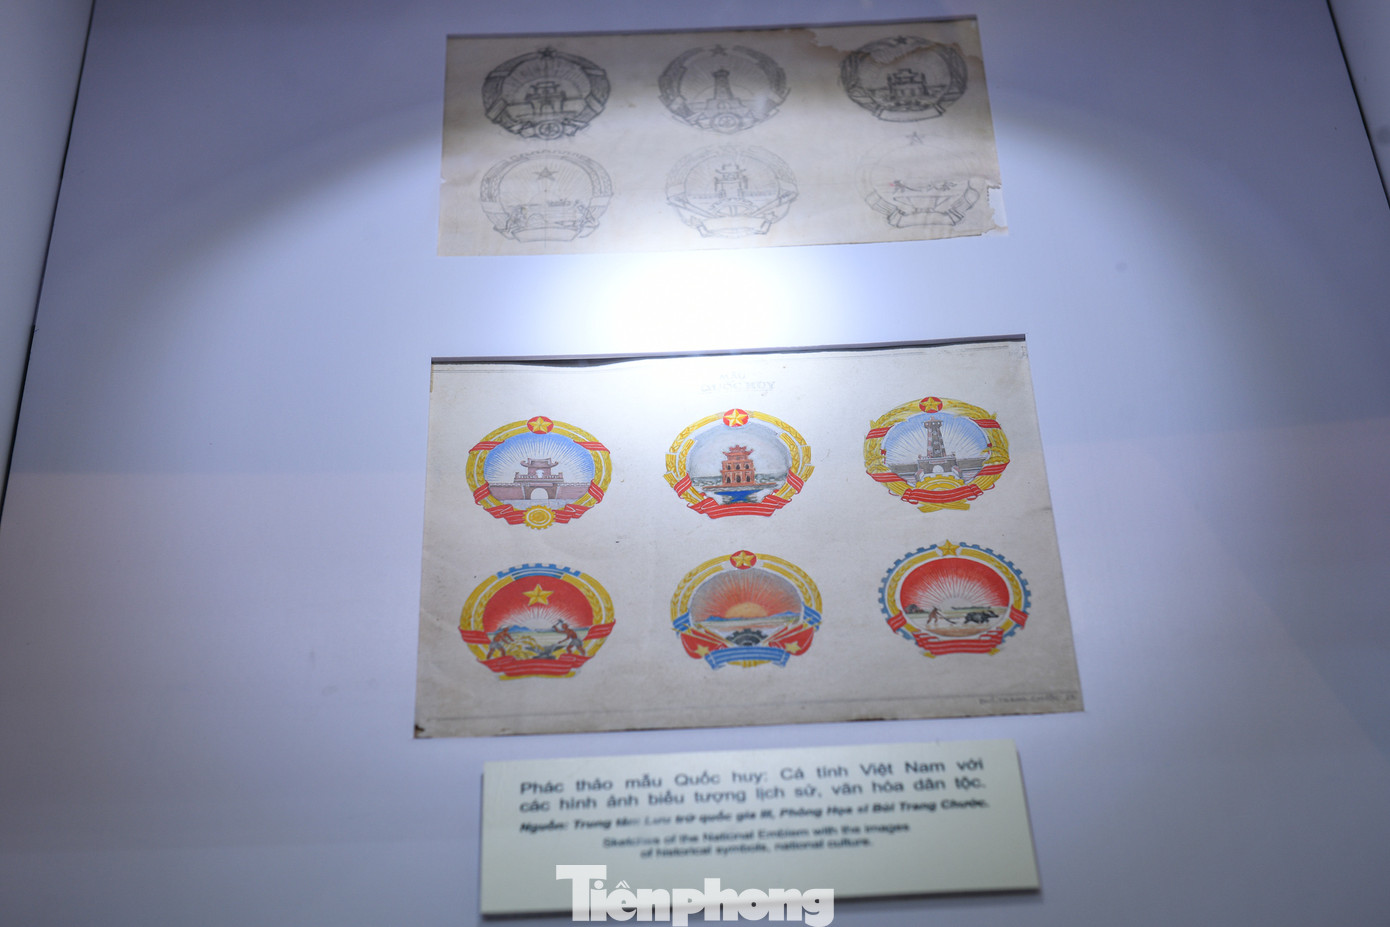 Phác thảo mẫu Quốc huy: Cá tính Việt Nam với
các hình ảnh biểu tượng lịch sử, văn hóa dân tộc.
Nguồn: Trung tâm Lưu trữ quốc gia III, Phông Họa sĩ Bùi Trang Chước.
Sketches of the National Emblem with the images
of historical symbols, national culture.
Tiênphong